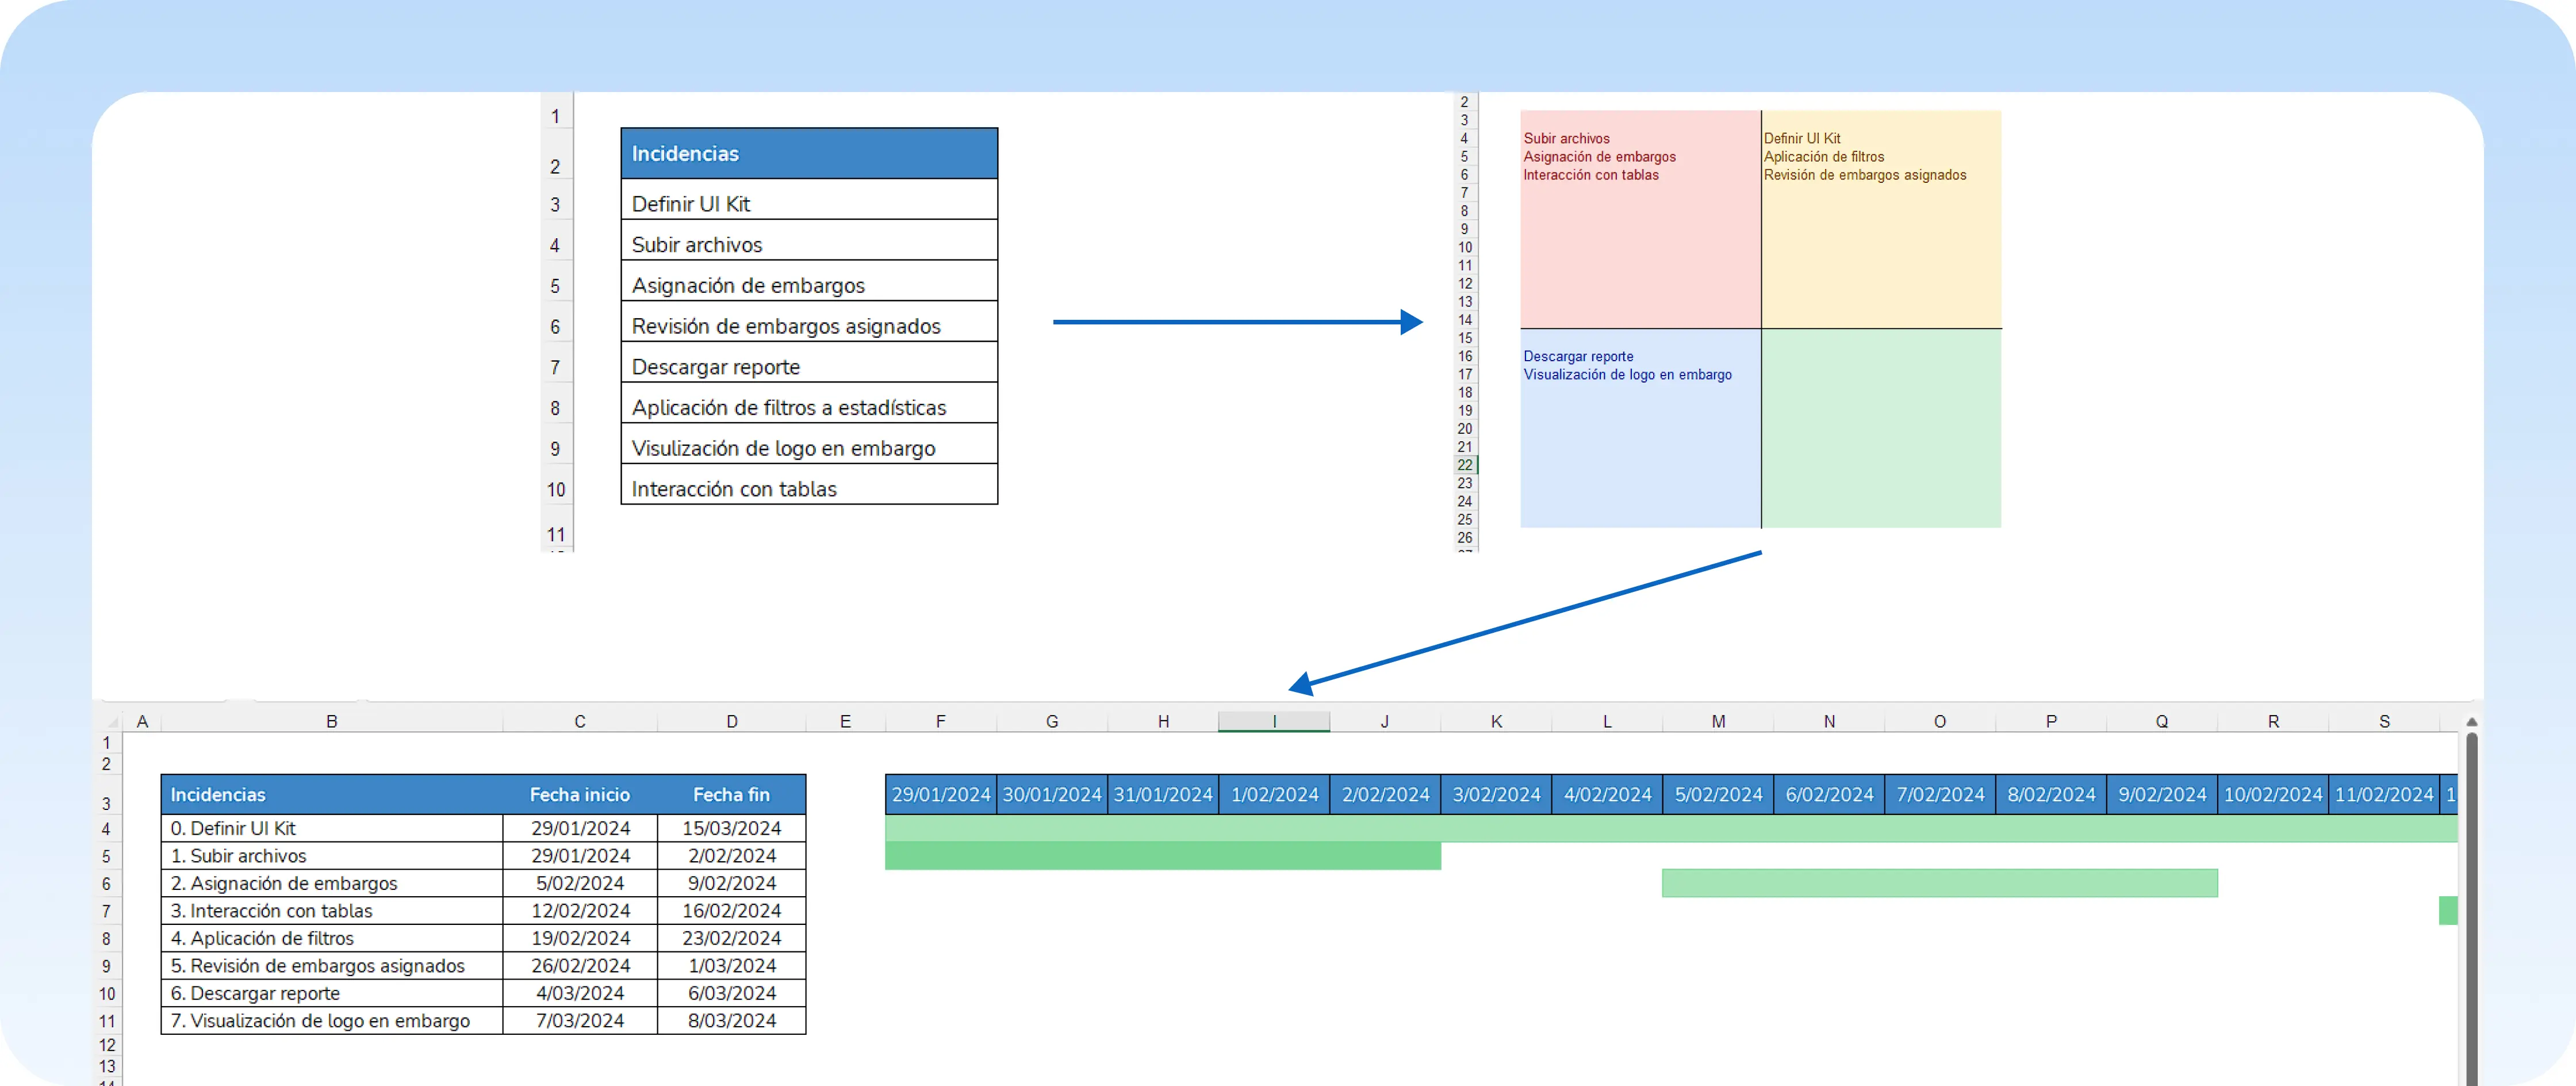 1
2 Incidencias
3 Definir UI Kit
4 Subir archivos
5 Asignación de embargos
6 Revisión de embargos asignados
7 Descargar reporte
8 Aplicación de filtros a estadísticas
9 Visulización de logo en embargo
10 Interacción con tablas
11
2
3
4 Subir archivos Definir UI Kit
5 Asignación de embargos Aplicación de filtros
6 Interacción con tablas Revisión de embargos asignados
7
8
9
10
11
12
13
14
15
16 Descargar reporte
17 Visualización de logo en embargo
18
19
20
21
22
23
24
25
26
A B C D E F G H I J K L M N O P Q R S
1
2
3 Incidencias Fecha inicio Fecha fin 29/01/2024 30/01/2024 31/01/2024 1/02/2024 2/02/2024 3/02/2024 4/02/2024 5/02/2024 6/02/2024 7/02/2024 8/02/2024 9/02/2024 10/02/2024 11/02/2024 1
4 0. Definir UI Kit 29/01/2024 15/03/2024
5 1. Subir archivos 29/01/2024 2/02/2024
6 2. Asignación de embargos 5/02/2024 9/02/2024
7 3. Interacción con tablas 12/02/2024 16/02/2024
8 4. Aplicación de filtros 19/02/2024 23/02/2024
9 5. Revisión de embargos asignados 26/02/2024 1/03/2024
10 6. Descargar reporte 4/03/2024 6/03/2024
11 7. Visualización de logo en embargo 7/03/2024 8/03/2024
12
13